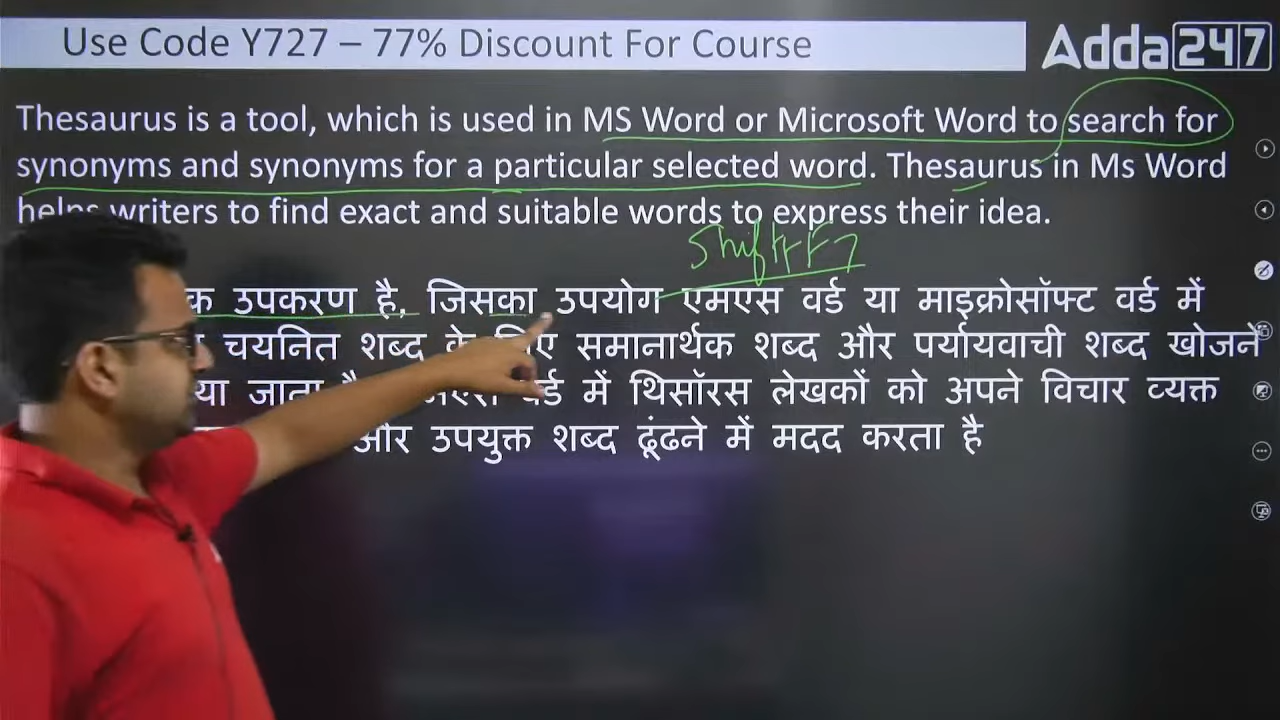 Use Code Y727 – 77% Discount For Course
Adda247
Thesaurus is a tool, which is used in MS Word or Microsoft Word to search for
synonyms and synonyms for a particular selected word. Thesaurus in Ms Word
helps writers to find exact and suitable words to express their idea.
Shift+F7
उपकरण है, जिसका उपयोग एमएस वर्ड या माइक्रोसॉफ्ट वर्ड में
चयनित शब्द के लिए समानार्थक शब्द और पर्यायवाची शब्द खोजने
जाता वर्ड में थिसॉरस लेखकों को अपने विचार व्यक्त
और उपयुक्त शब्द ढूंढने में मदद करता है